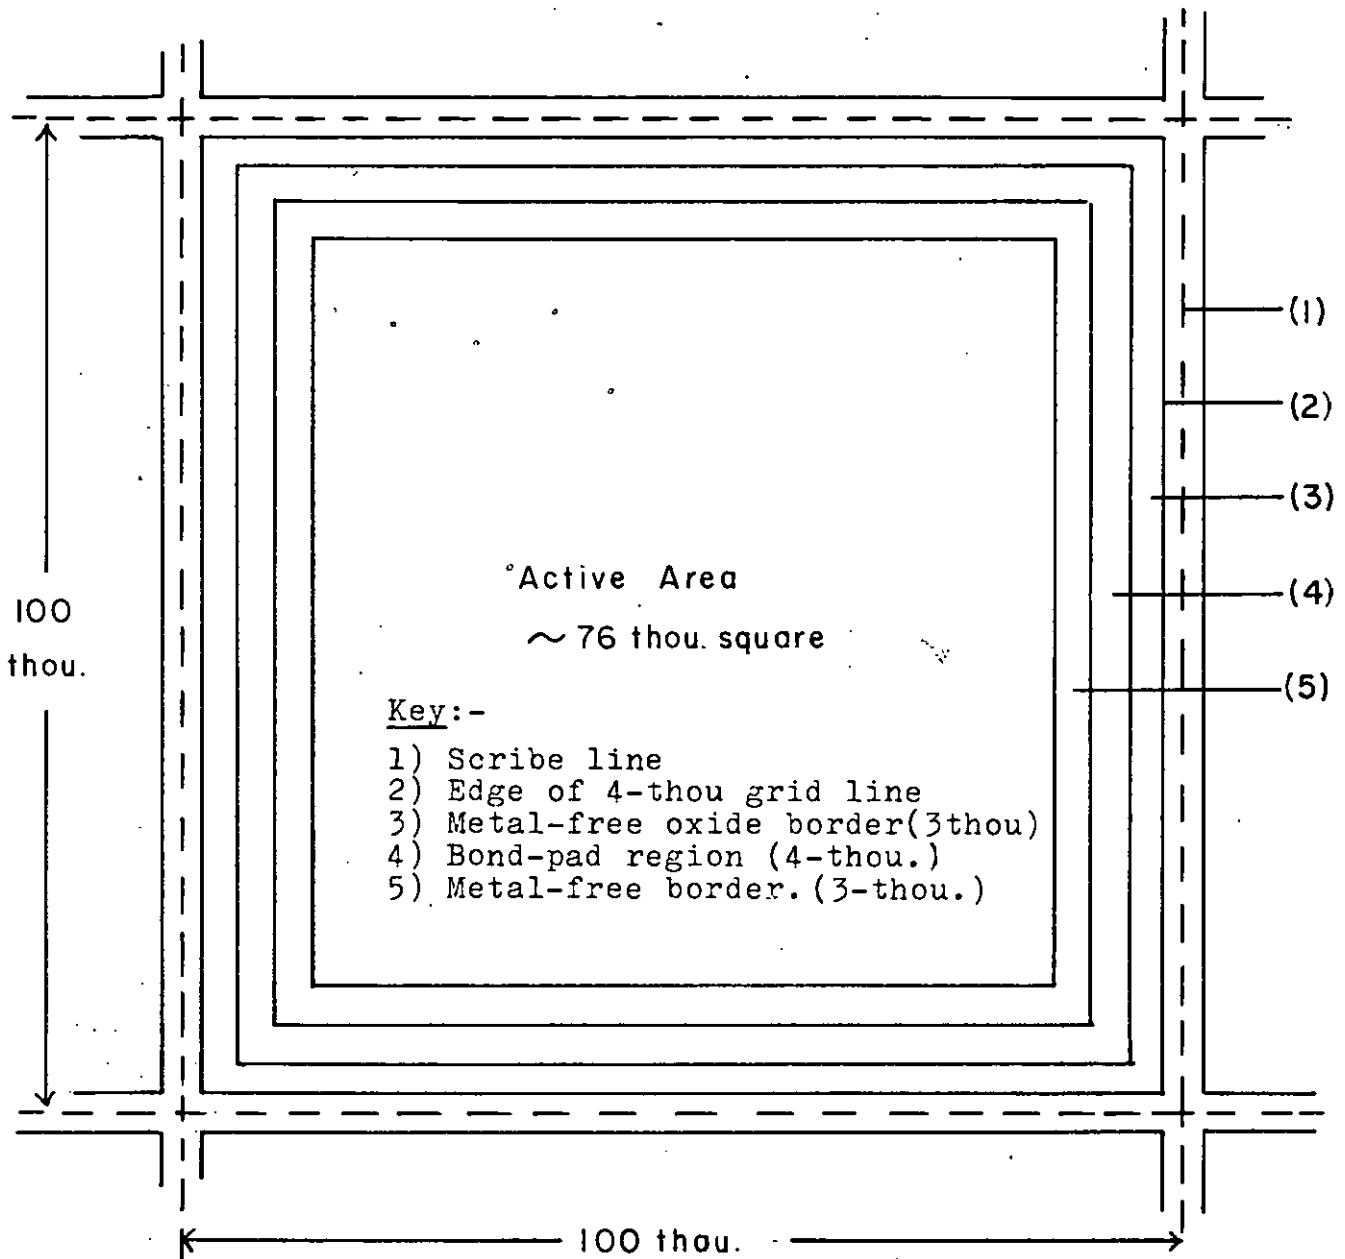 (1)
(2)
(3)
(4)
(5)
100
thou.
Active Area
~ 76 thou. square
Key:-
1) Scribe line
2) Edge of 4-thou grid line
3) Metal-free oxide border(3thou)
4) Bond-pad region (4-thou.)
5) Metal-free border.(3-thou.)
100 thou.